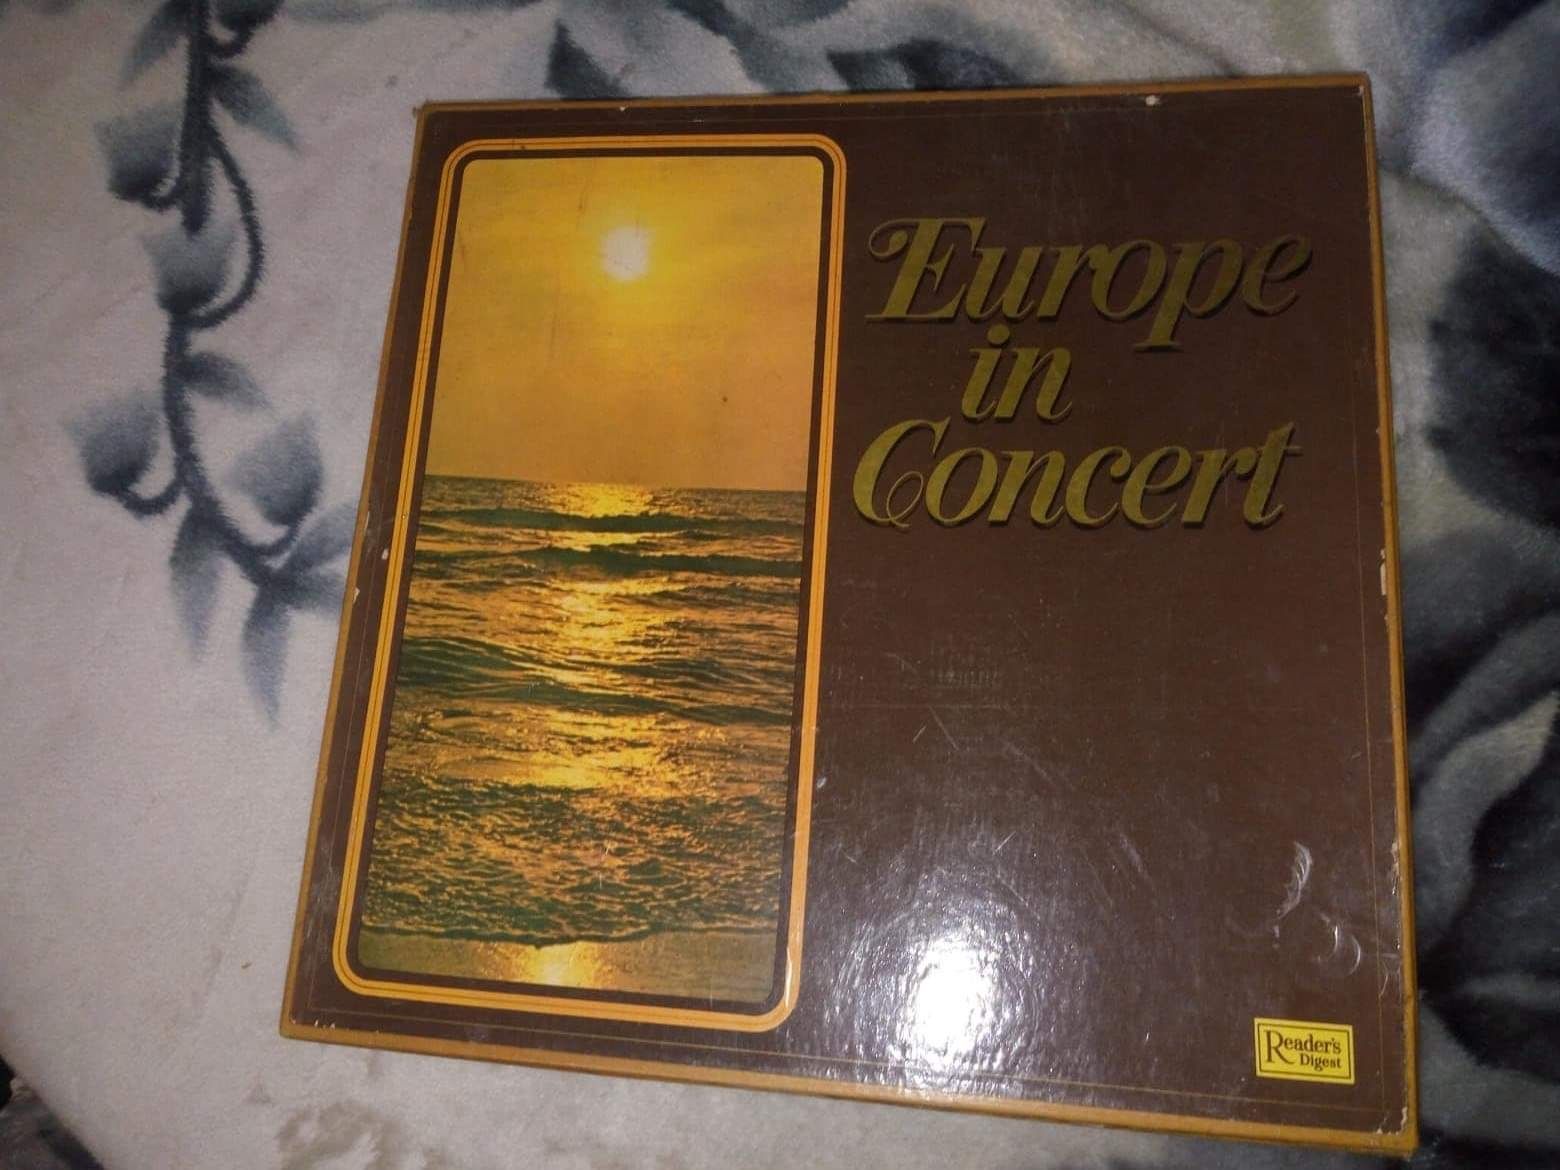 Europe
in
Concert
Reader's
Digest